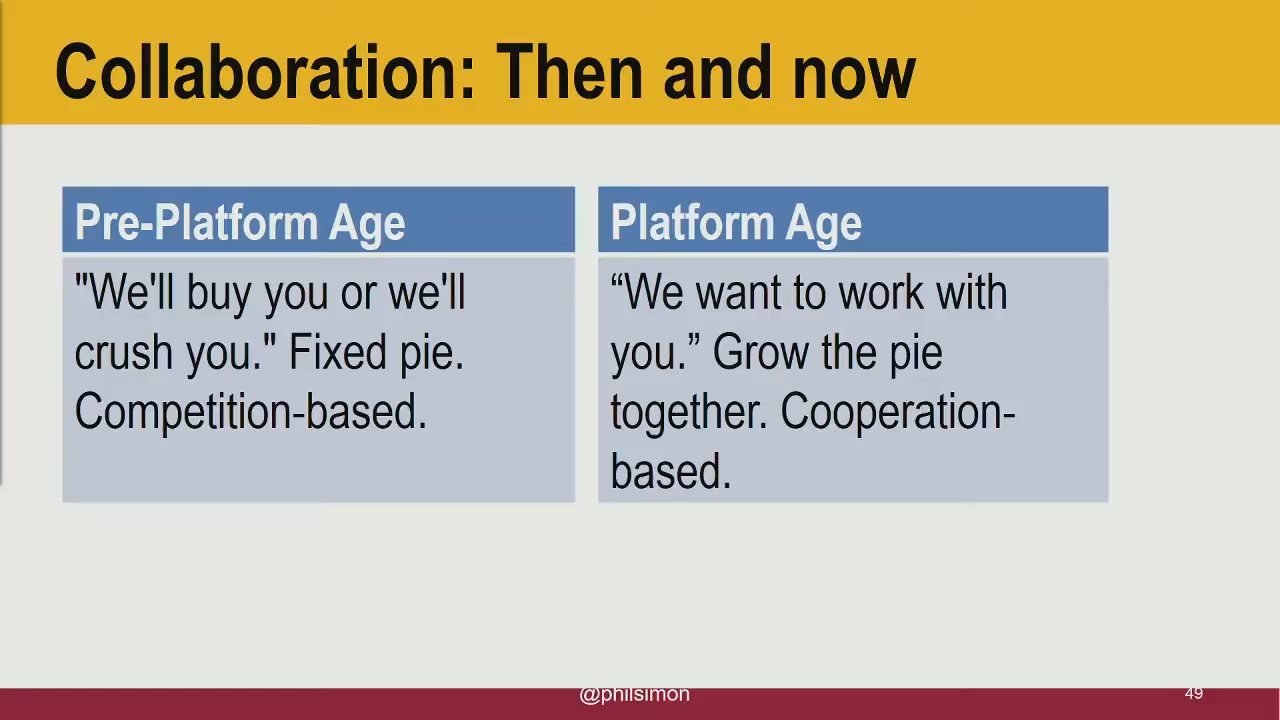 Collaboration: Then and now
Pre-Platform Age
"We'll buy you or we'll
crush you." Fixed pie.
Competition-based.
Platform Age
“We want to work with
you.” Grow the pie
together. Cooperation-
based.
@philsimon
49